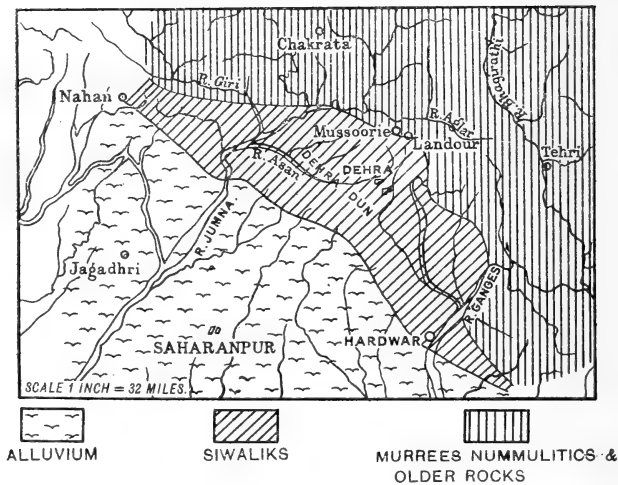 Chakrata
R. Giri
Nahan
R. Bhagirathi
R. Aglar
Mussoorie
Landour
Tehri
R. Asan
DEHRA
DUN
DEHRA
R. JUMNA
Jagadhri
R. GANGES
HARDWAR
SAHARANPUR
SCALE 1 INCH = 32 MILES.
ALLUVIUM
SIWALIKS
MURREES NUMMULITICS &
OLDER ROCKS